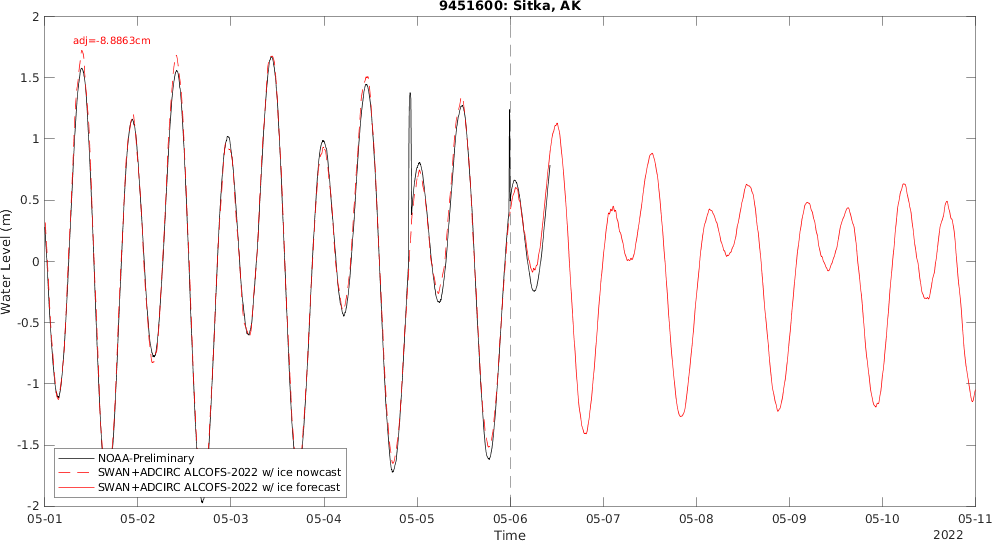 9451600: Sitka, AK
adj=-8.8863cm
2
1.5
1
0.5
0
-0.5
-1
-1.5
-2
Water Level (m)
NOAA-Preliminary
SWAN+ADCIRC ALCOFS-2022 w/ ice nowcast
SWAN+ADCIRC ALCOFS-2022 w/ ice forecast
05-01 05-02 05-03 05-04 05-05 05-06 05-07 05-08 05-09 05-10 05-11
Time
2022